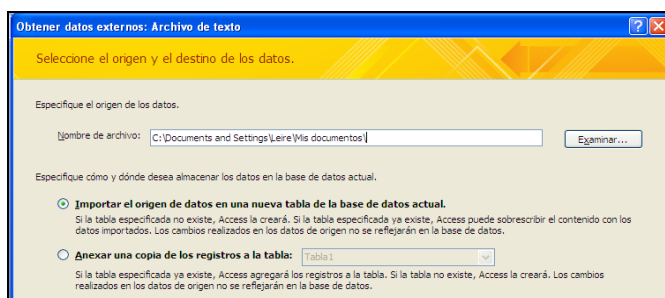 Obtener datos externos: Archivo de texto
Seleccione el origen y el destino de los datos.
Especifique el origen de los datos.
Nombre de archivo: C:\Documents and Settings\Leire\Mis documentos\ Examinar...
Especifique cómo y dónde desea almacenar los datos en la base de datos actual.
Importar el origen de datos en una nueva tabla de la base de datos actual.
Si la tabla especificada no existe, Access la creará. Si la tabla especificada ya existe, Access puede sobrescribir el contenido con los
datos importados. Los cambios realizados en los datos de origen no se reflejarán en la base de datos.
Anexar una copia de los registros a la tabla: Tabla1
Si la tabla especificada ya existe, Access agregará los registros a la tabla. Si la tabla no existe, Access la creará. Los cambios
realizados en los datos de origen no se reflejarán en la base de datos.